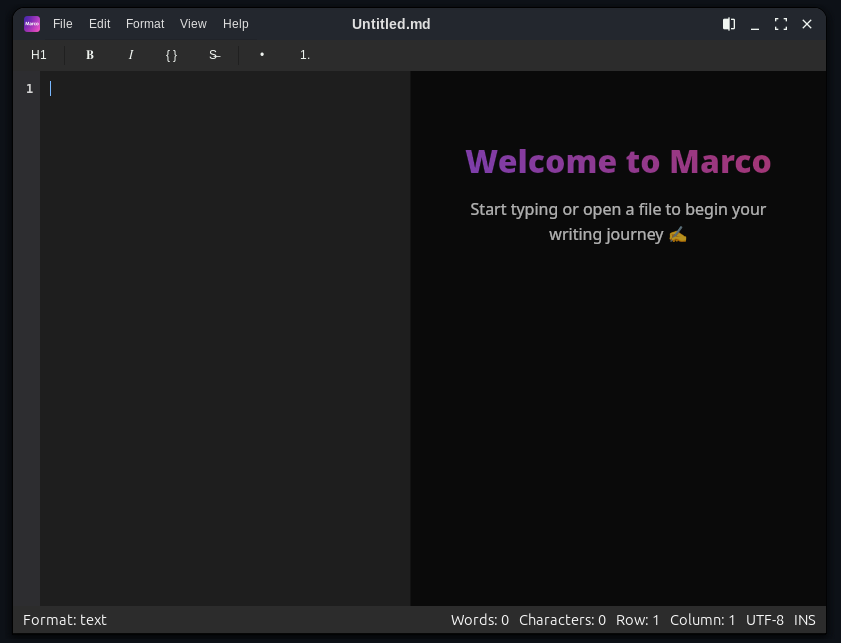 Marco File Edit Format View Help Untitled.md
H1 B I { } S • 1.
1
Welcome to Marco
Start typing or open a file to begin your
writing journey ✍
Format: text Words: 0 Characters: 0 Row: 1 Column: 1 UTF-8 INS